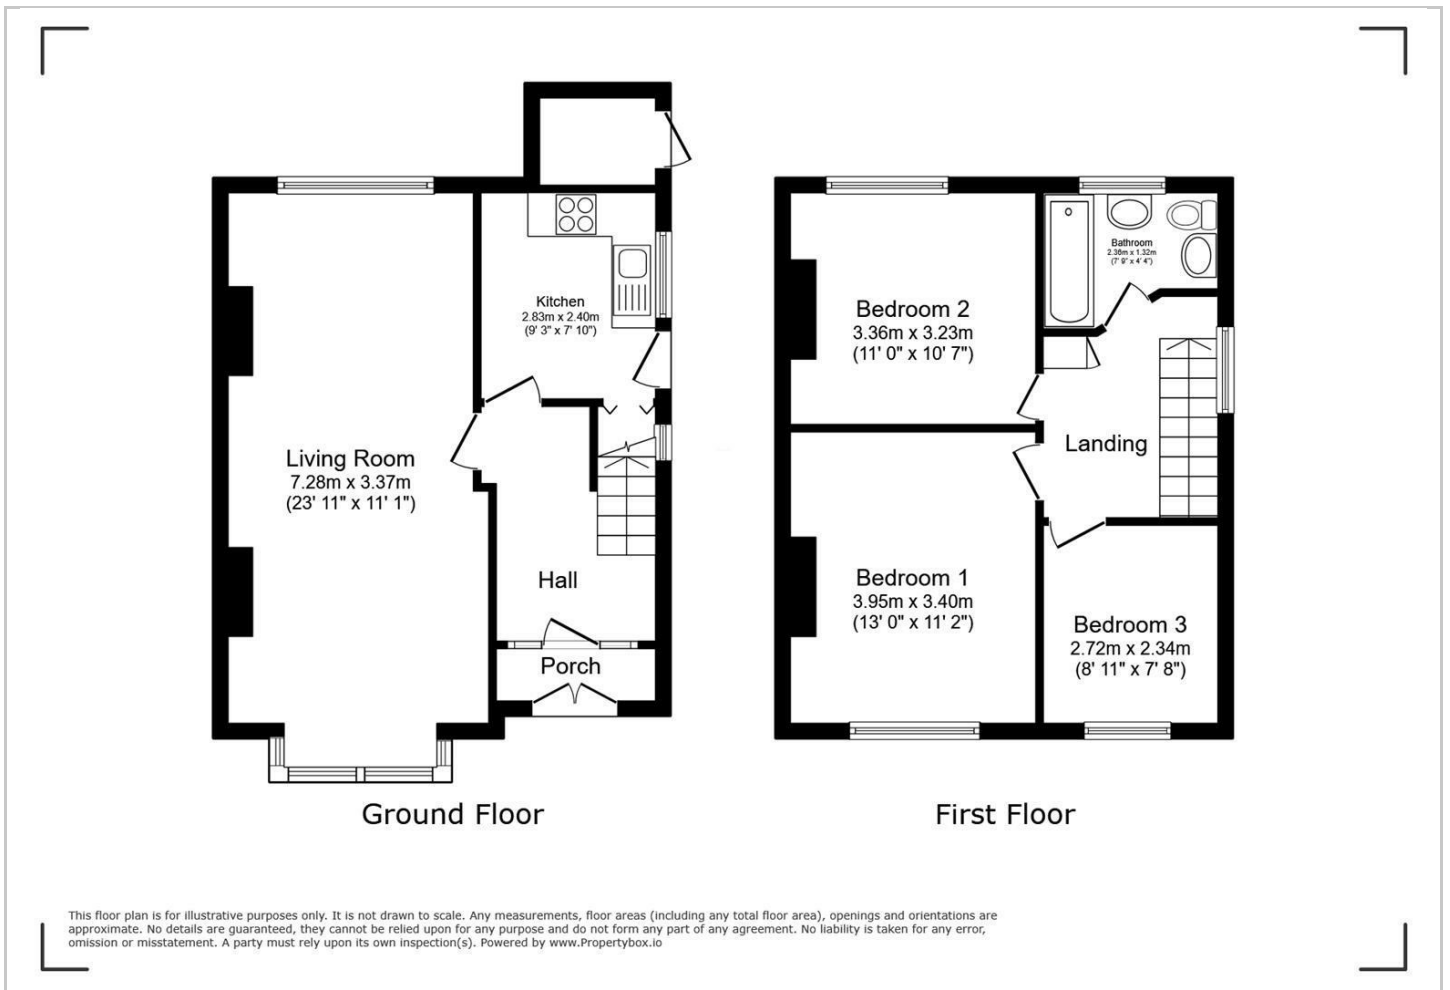 Kitchen
2.83m x 2.40m
(9' 3" x 7' 10")
Living Room
7.28m x 3.37m
(23' 11" x 11' 1")
Hall
Porch
Ground Floor
Bathroom
2.36m x 1.32m
(7' 9" x 4' 4")
Bedroom 2
3.36m x 3.23m
(11' 0" x 10' 7")
Landing
Bedroom 1
3.95m x 3.40m
(13' 0" x 11' 2")
Bedroom 3
2.72m x 2.34m
(8' 11" x 7' 8")
First Floor
This floor plan is for illustrative purposes only. It is not drawn to scale. Any measurements, floor areas (including any total floor area), openings and orientations are
approximate. No details are guaranteed, they cannot be relied upon for any purpose and do not form any part of any agreement. No liability is taken for any error,
omission or misstatement. A party must rely upon its own inspection(s). Powered by www.Propertybox.io